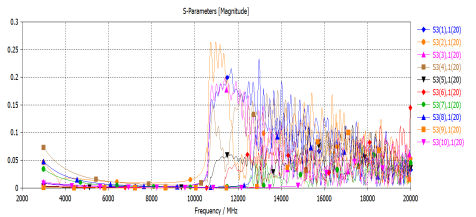 S-Parameters [Magnitude]
0.3
0.25
0.2
0.15
0.1
0.05
0
2000 4000 6000 8000 10000 12000 14000 16000 18000 20000
Frequency / MHz
S3(1),1(20)
S3(2),1(20)
S3(3),1(20)
S3(4),1(20)
S3(5),1(20)
S3(6),1(20)
S3(7),1(20)
S3(8),1(20)
S3(9),1(20)
S3(10),1(20)